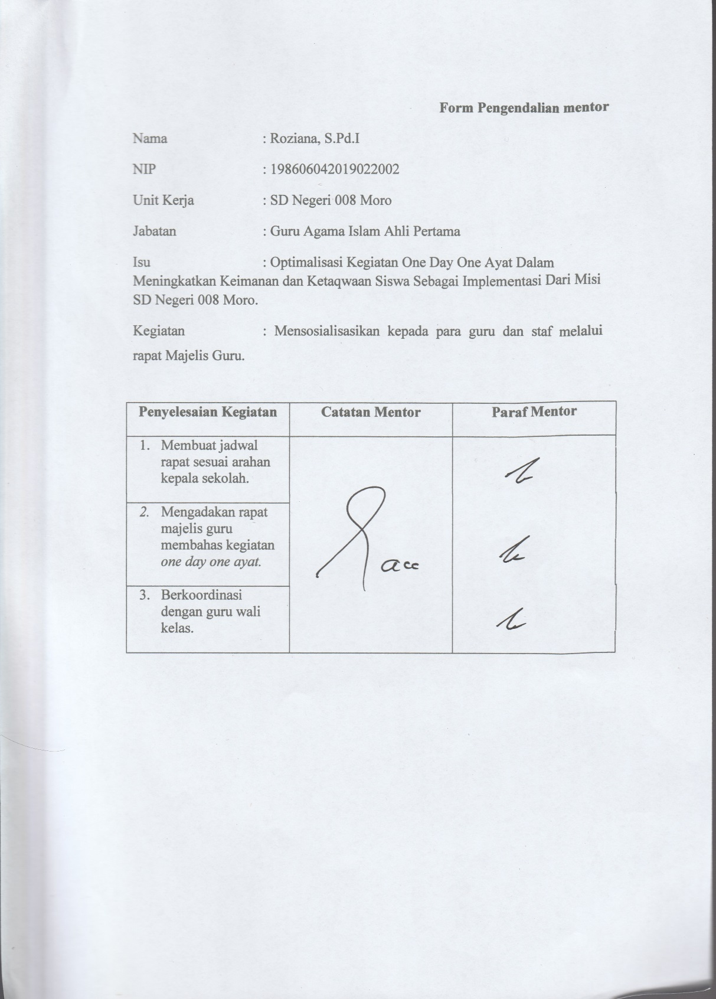 Form Pengendalian mentor
Nama : Roziana, S.Pd.I
NIP : 198606042019022002
Unit Kerja : SD Negeri 008 Moro
Jabatan : Guru Agama Islam Ahli Pertama
Isu : Optimalisasi Kegiatan One Day One Ayat Dalam
Meningkatkan Keimanan dan Ketaqwaan Siswa Sebagai Implementasi Dari Misi
SD Negeri 008 Moro.
Kegiatan : Mensosialisasikan kepada para guru dan staf melalui
rapat Majelis Guru.
Penyelesaian Kegiatan Catatan Mentor Paraf Mentor
1. Membuat jadwal
rapat sesuai arahan
kepala sekolah.
2. Mengadakan rapat
majelis guru
membahas kegiatan
one day one ayat.
3. Berkoordinasi
dengan guru wali
kelas.
acc